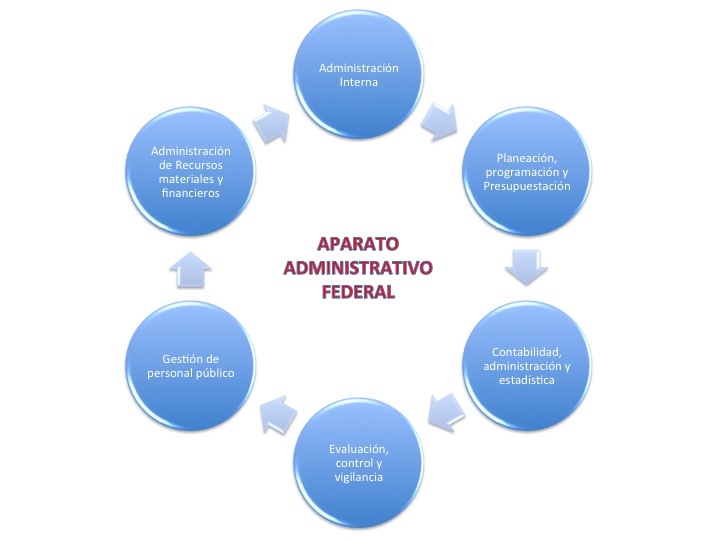 Administración
Interna
Planeación,
programación y
Presupuestación
Contabilidad,
administración y
estadística
Evaluación,
control y
vigilancia
Gestión de
personal público
Administración
de Recursos
materiales y
financieros
APARATO
ADMINISTRATIVO
FEDERAL